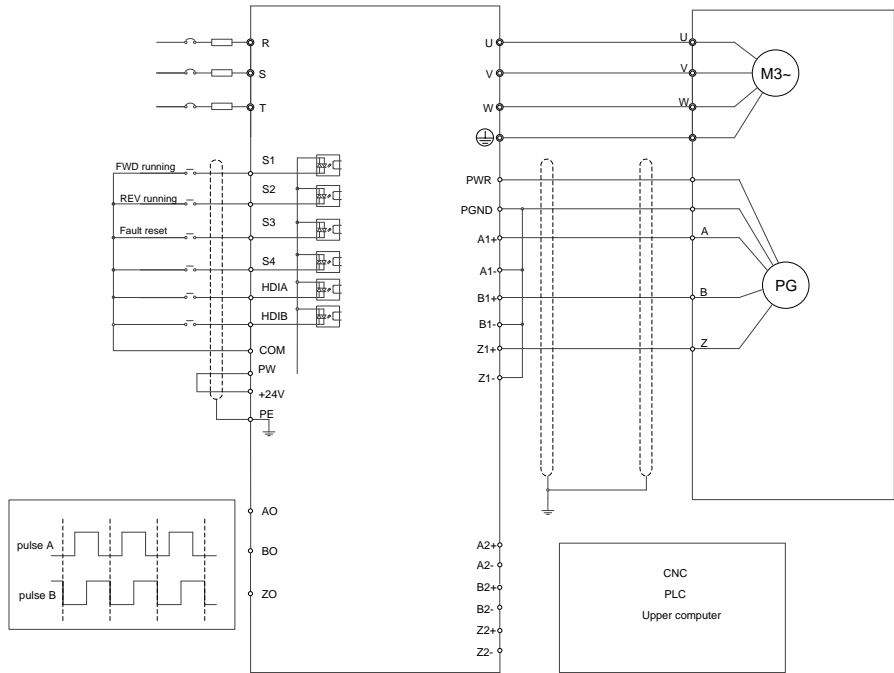 R
S
T
S1
FWD running
S2
REV running
S3
Fault reset
S4
HDIA
HDIB
COM
PW
+24V
PE
AO
BO
ZO
pulse A
pulse B
U
V
W
PWR
PGND
A1+
A1-
B1+
B1-
Z1+
Z1-
A2+
A2-
B2+
B2-
Z2+
Z2-
U
V
W
M3~
A
B
Z
PG
CNC
PLC
Upper computer